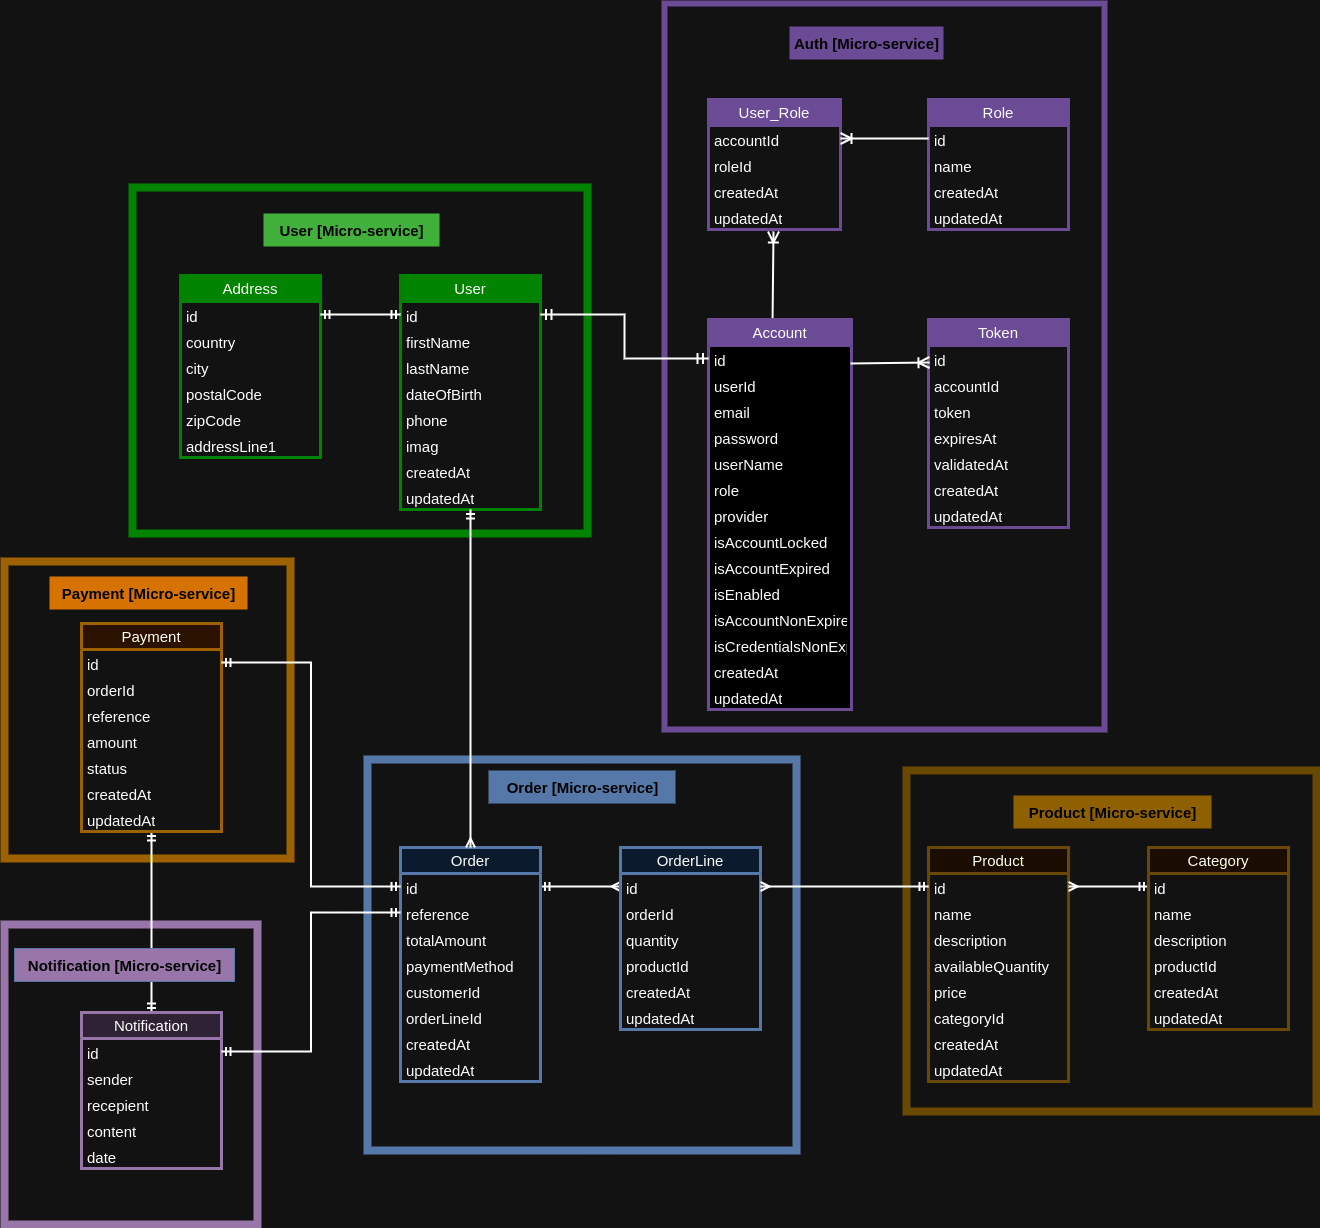 Auth [Micro-service]
User_Role
accountId
roleId
createdAt
updatedAt
Role
id
name
createdAt
updatedAt
Account
id
userId
email
password
userName
role
provider
isAccountLocked
isAccountExpired
isEnabled
isAccountNonExpire
isCredentialsNonExp
createdAt
updatedAt
Token
id
accountId
token
expiresAt
validatedAt
createdAt
updatedAt
User [Micro-service]
Address
id
country
city
postalCode
zipCode
addressLine1
User
id
firstName
lastName
dateOfBirth
phone
imag
createdAt
updatedAt
Payment [Micro-service]
Payment
id
orderId
reference
amount
status
createdAt
updatedAt
Order [Micro-service]
Order
id
reference
totalAmount
paymentMethod
customerId
orderLineId
createdAt
updatedAt
OrderLine
id
orderId
quantity
productId
createdAt
updatedAt
Product [Micro-service]
Product
id
name
description
availableQuantity
price
categoryId
createdAt
updatedAt
Category
id
name
description
productId
createdAt
updatedAt
Notification [Micro-service]
Notification
id
sender
recepient
content
date